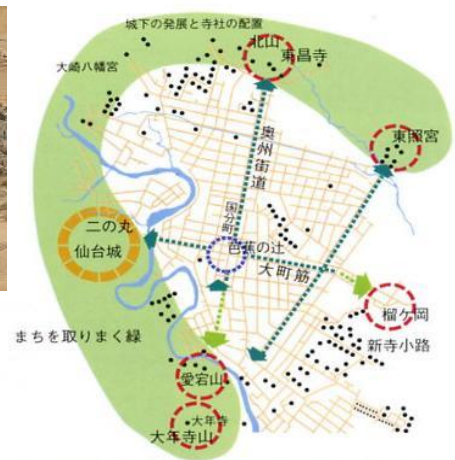 城下の発展と寺社の配置
北山
東昌寺
大崎八幡宮
東照宮
奥州街道
国分町
二の丸
仙台城
芭蕉の辻
大町筋
榴ケ岡
新寺小路
まちを取りまく緑
愛宕山
大年寺
大年寺山